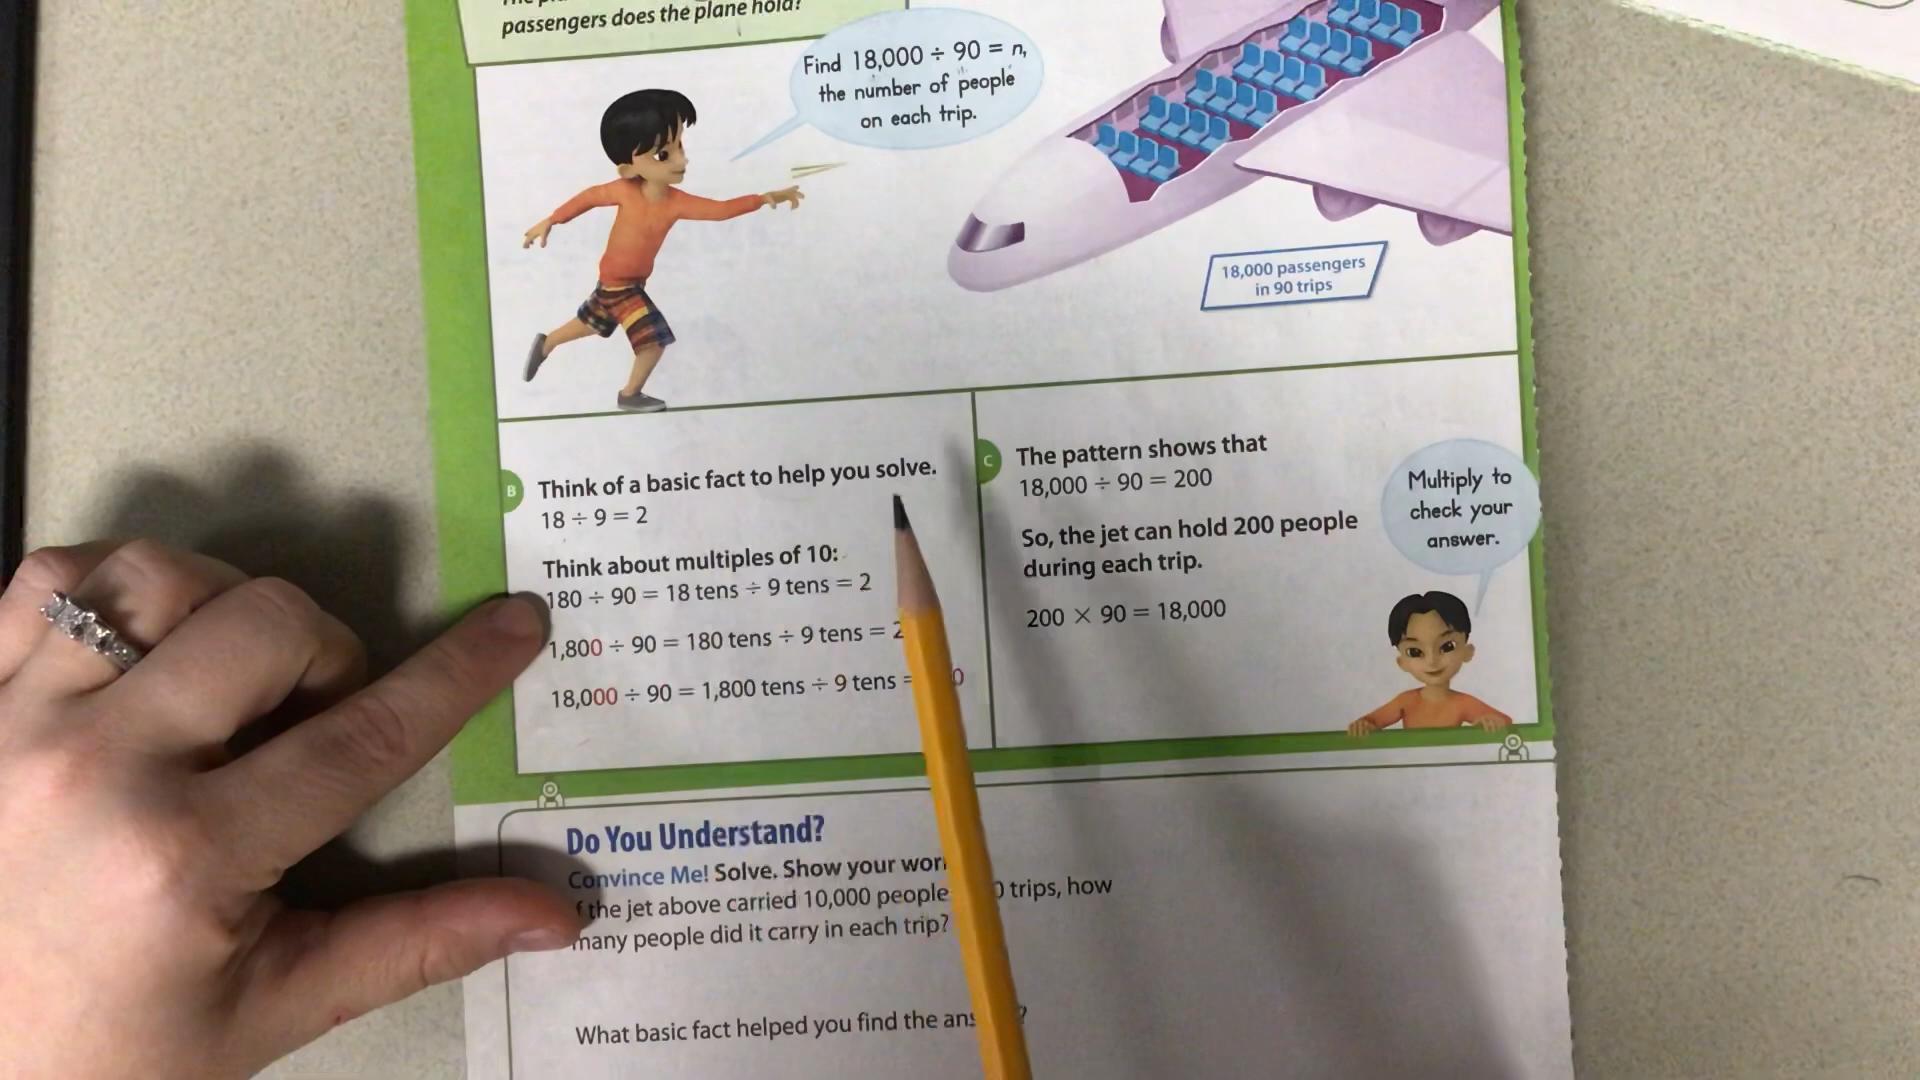 passengers does the plane hold?
Find 18,000 ÷ 90 = n,
the number of people
on each trip.
18,000 passengers
in 90 trips
B
Think of a basic fact to help you solve.
18 ÷ 9 = 2
Think about multiples of 10:
180 ÷ 90 = 18 tens ÷ 9 tens = 2
1,800 ÷ 90 = 180 tens ÷ 9 tens = 2
18,000 ÷ 90 = 1,800 tens ÷ 9 tens = 0
C
The pattern shows that
18,000 ÷ 90 = 200
So, the jet can hold 200 people
during each trip.
200 × 90 = 18,000
Multiply to
check your
answer.
Do You Understand?
Convince Me! Solve. Show your
the jet above carried 10,000 people trips, how
many people did it carry in each trip?
What basic fact helped you find the